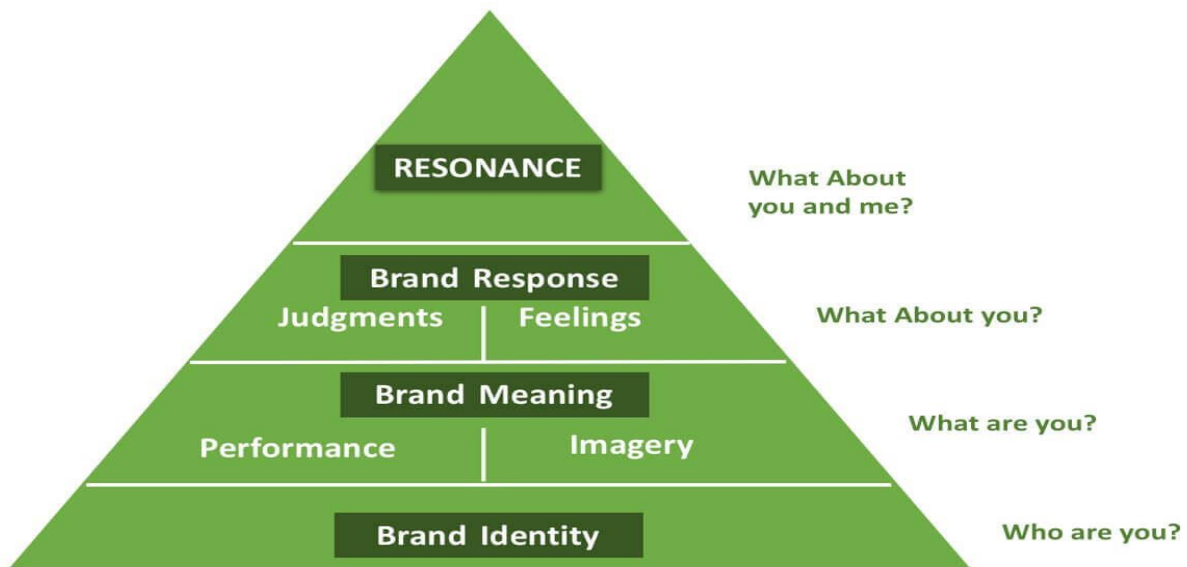 RESONANCE
What About
you and me?
Brand Response
Judgments
Feelings
What About you?
Brand Meaning
Performance
Imagery
What are you?
Brand Identity
Who are you?